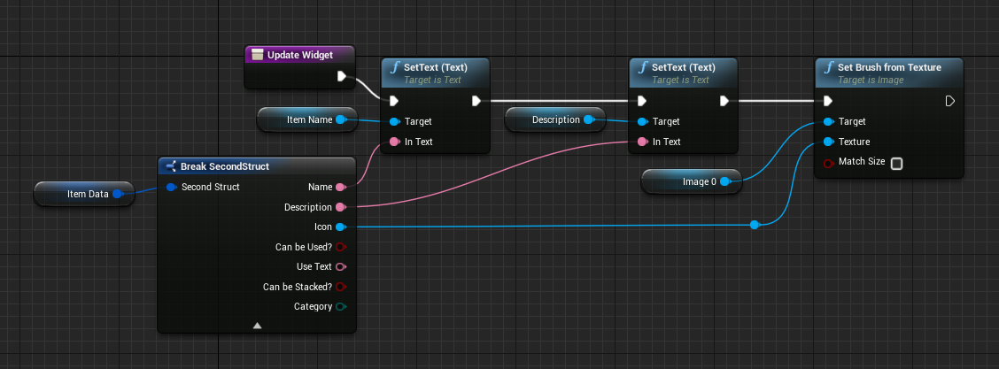 Update Widget
SetText (Text)
Target is Text
Item Name
Target
In Text
SetText (Text)
Target is Text
Description
Target
In Text
Set Brush from Texture
Target is Image
Target
Texture
Match Size
Image 0
Item Data
Break SecondStruct
Second Struct
Name
Description
Icon
Can be Used?
Use Text
Can be Stacked?
Category